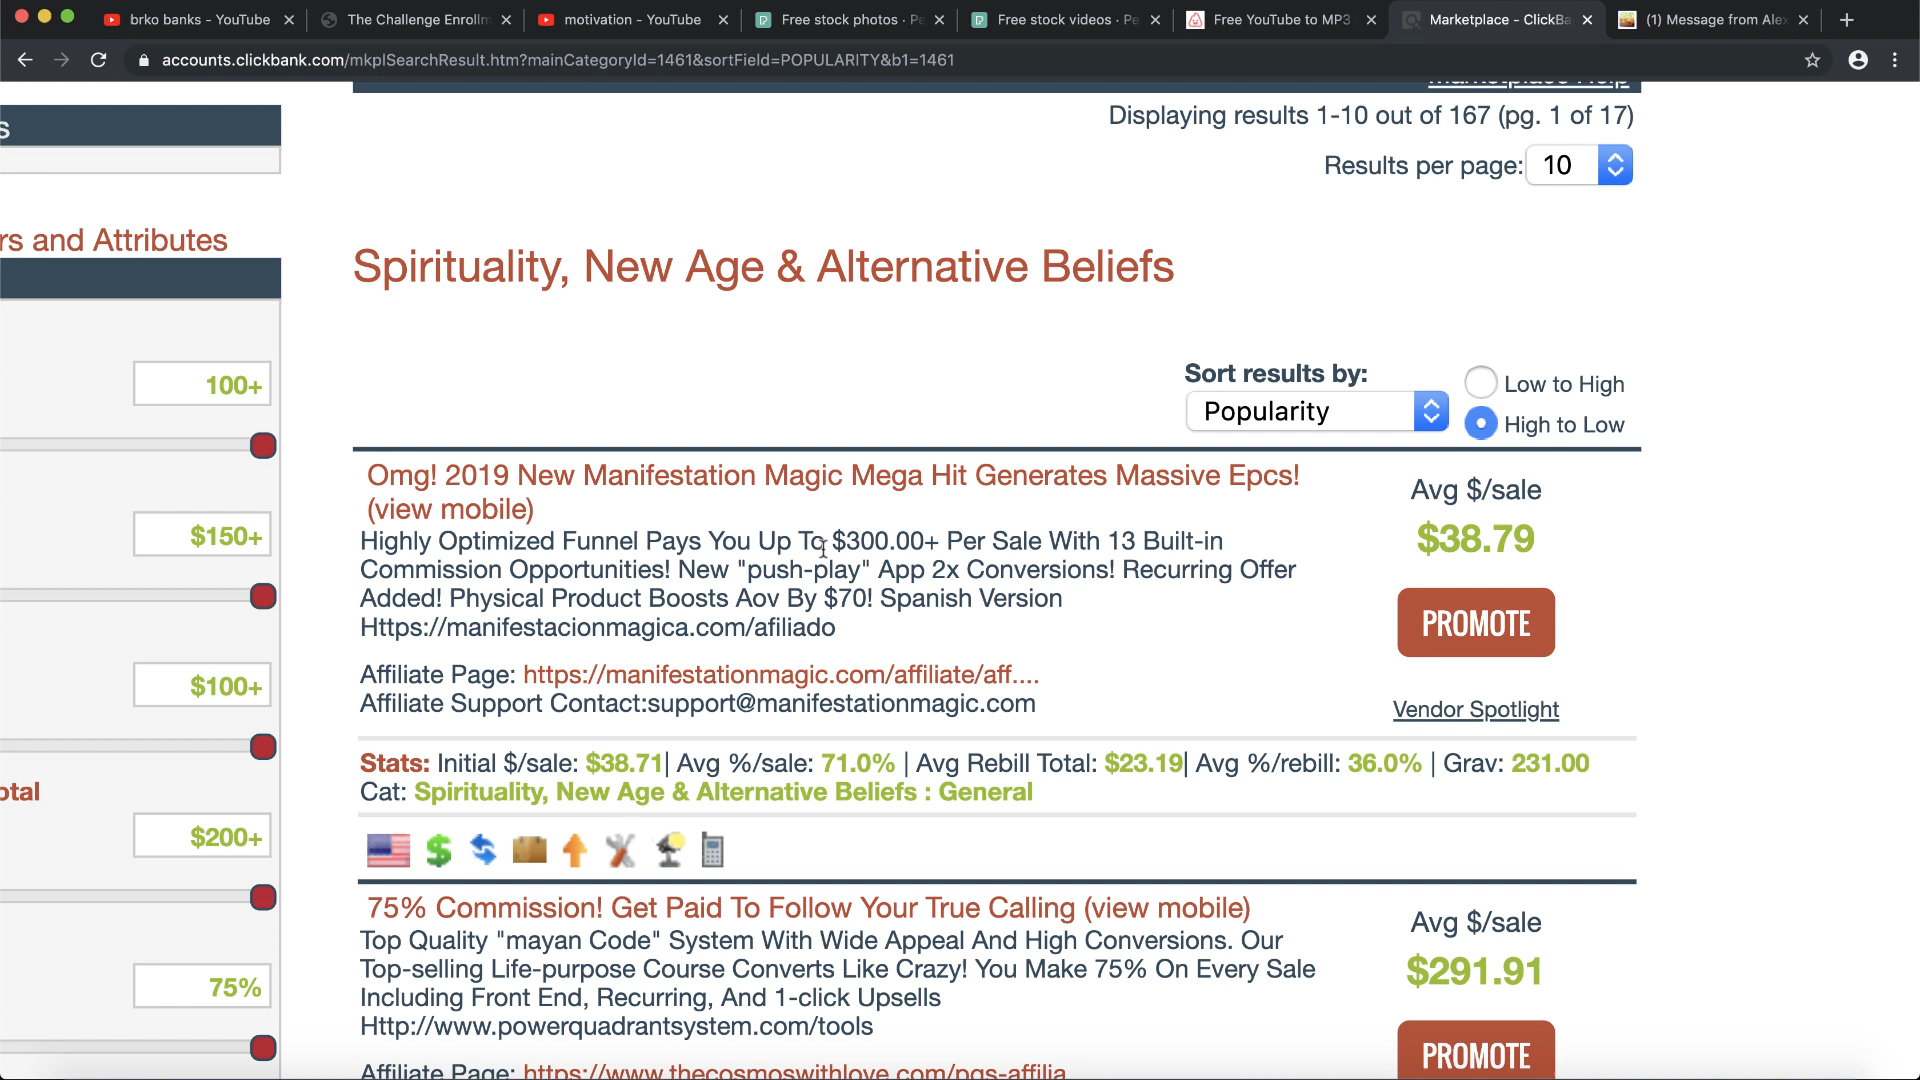 brko banks - YouTube
The Challenge Enrollm
motivation - YouTube
Free stock photos · Pe
Free stock videos · Pe
Free YouTube to MP3
Marketplace - ClickBa
(1) Message from Alex
accounts.clickbank.com/mkplSearchResult.htm?mainCategoryId=1461&sortField=POPULARITY&b1=1461
Displaying results 1-10 out of 167 (pg. 1 of 17)
Results per page: 10
s
rs and Attributes
100+
$150+
$100+
otal
$200+
75%
Spirituality, New Age & Alternative Beliefs
Sort results by:
Popularity
Low to High
High to Low
Omg! 2019 New Manifestation Magic Mega Hit Generates Massive Epcs!
(view mobile)
Highly Optimized Funnel Pays You Up To $300.00+ Per Sale With 13 Built-in
Commission Opportunities! New "push-play" App 2x Conversions! Recurring Offer
Added! Physical Product Boosts Aov By $70! Spanish Version
Https://manifestacionmagica.com/afiliado
Affiliate Page: https://manifestationmagic.com/affiliate/aff....
Affiliate Support Contact:support@manifestationmagic.com
Avg $/sale
$38.79
PROMOTE
Vendor Spotlight
Stats: Initial $/sale: $38.71| Avg %/sale: 71.0% | Avg Rebill Total: $23.19| Avg %/rebill: 36.0% | Grav: 231.00
Cat: Spirituality, New Age & Alternative Beliefs : General
75% Commission! Get Paid To Follow Your True Calling (view mobile)
Top Quality "mayan Code" System With Wide Appeal And High Conversions. Our
Top-selling Life-purpose Course Converts Like Crazy! You Make 75% On Every Sale
Including Front End, Recurring, And 1-click Upsells
Http://www.powerquadrantsystem.com/tools
Affiliate Page: https://www.thecosmoswithlove.com/pqs-affilia
Avg $/sale
$291.91
PROMOTE